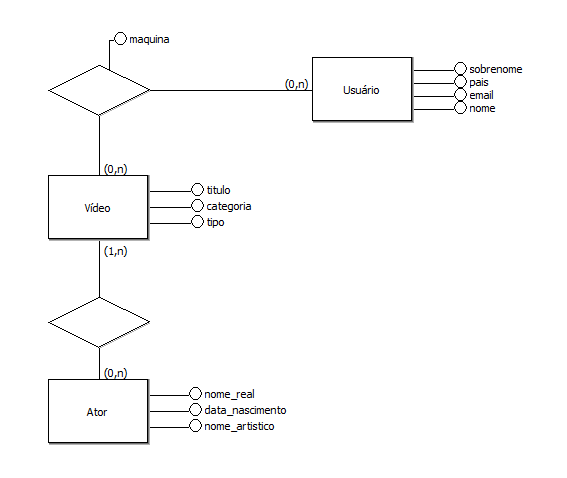 maquina
sobrenome
pais
email
nome
(0,n)
Usuário
(0,n)
Vídeo
titulo
categoria
tipo
(1,n)
(0,n)
Ator
nome_real
data_nascimento
nome_artistico